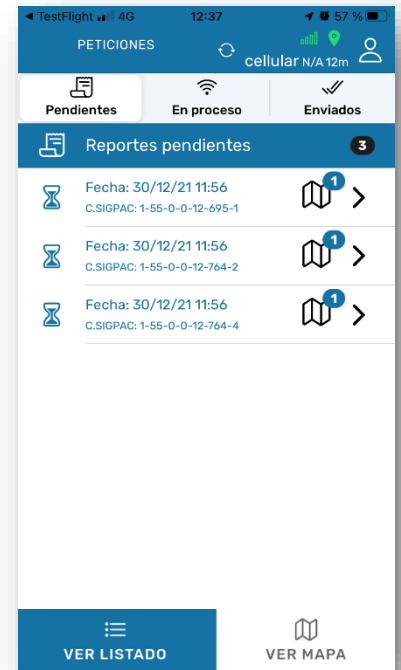 ◀ TestFlight 4G 12:37 57 %
PETICIONES
cellular N/A 12m
Pendientes En proceso Enviados
Reportes pendientes 3
Fecha: 30/12/21 11:56 1
C.SIGPAC: 1-55-0-0-12-695-1
Fecha: 30/12/21 11:56 1
C.SIGPAC: 1-55-0-0-12-764-2
Fecha: 30/12/21 11:56 1
C.SIGPAC: 1-55-0-0-12-764-4
VER LISTADO VER MAPA